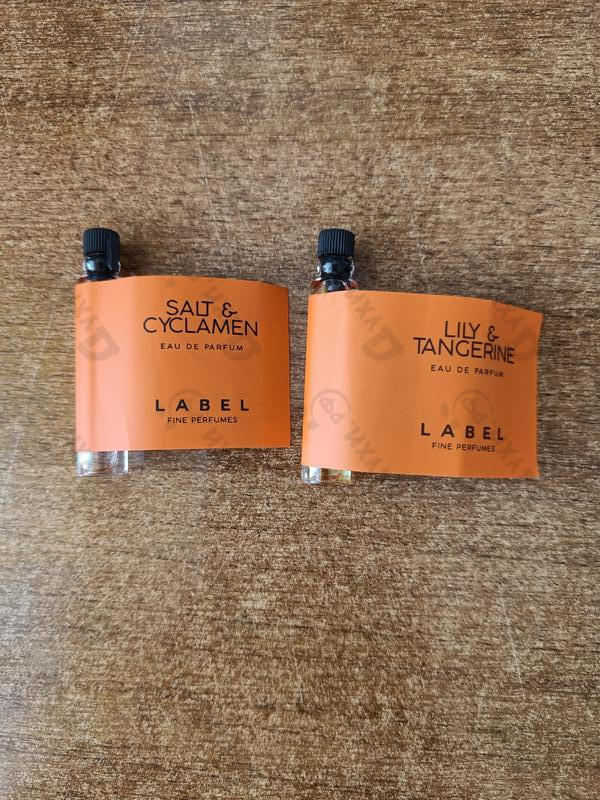 SALT &
CYCLAMEN
EAU DE PARFUM
LABEL
FINE PERFUMES
LILY &
TANGERINE
EAU DE PARFUM
LABEL
FINE PERFUMES